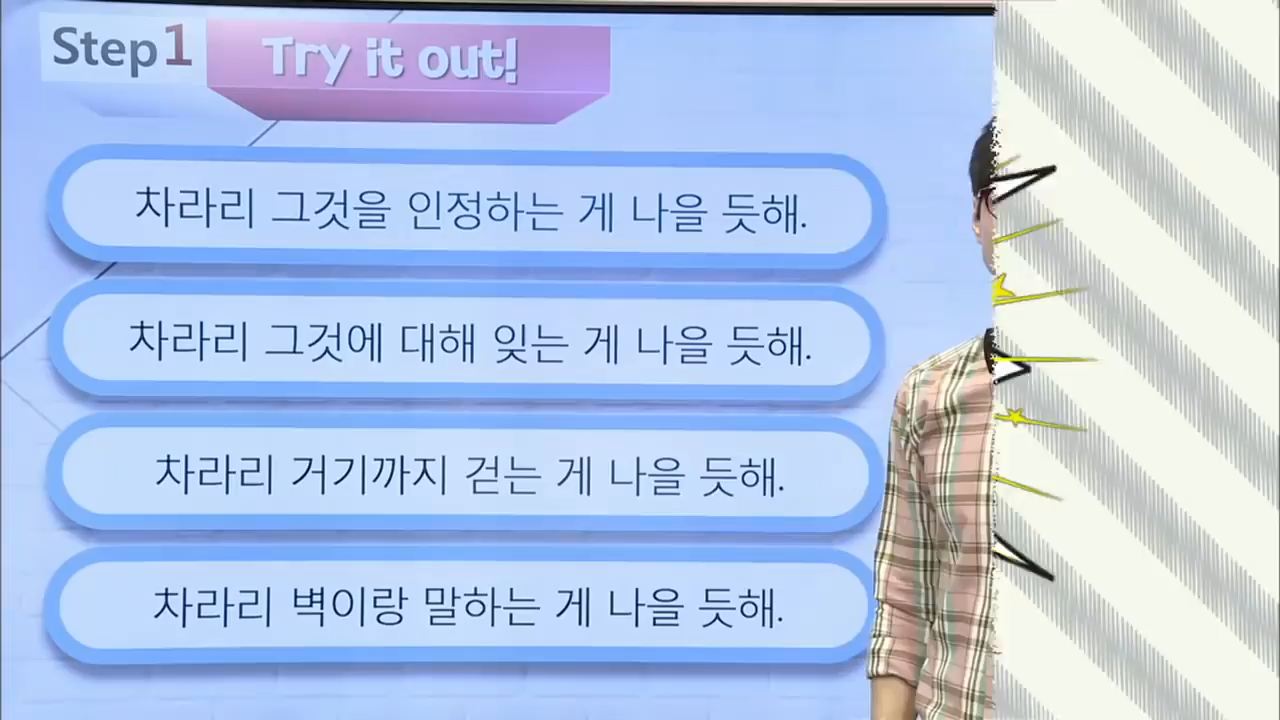 Step1
Try it out!
차라리 그것을 인정하는 게 나을 듯해.
차라리 그것에 대해 잊는 게 나을 듯해.
차라리 거기까지 걷는 게 나을 듯해.
차라리 벽이랑 말하는 게 나을 듯해.